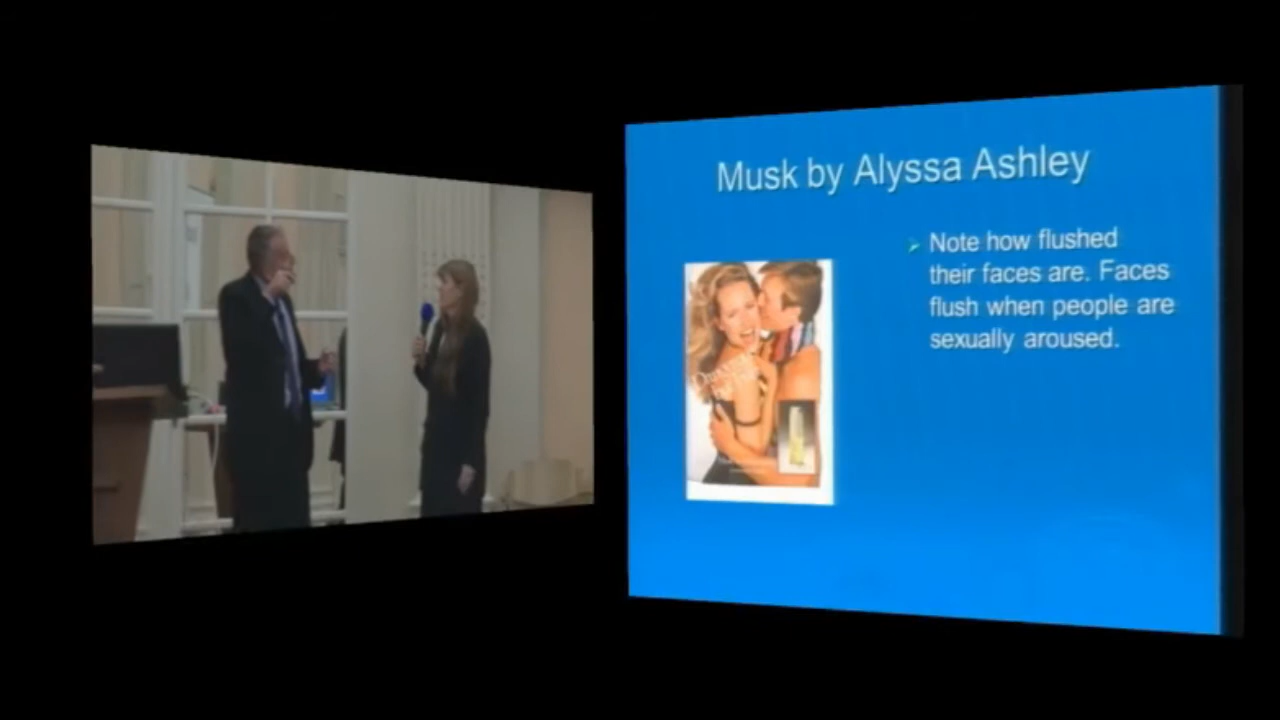 Musk by Alyssa Ashley
Note how flushed
their faces are. Faces
flush when people are
sexually aroused.